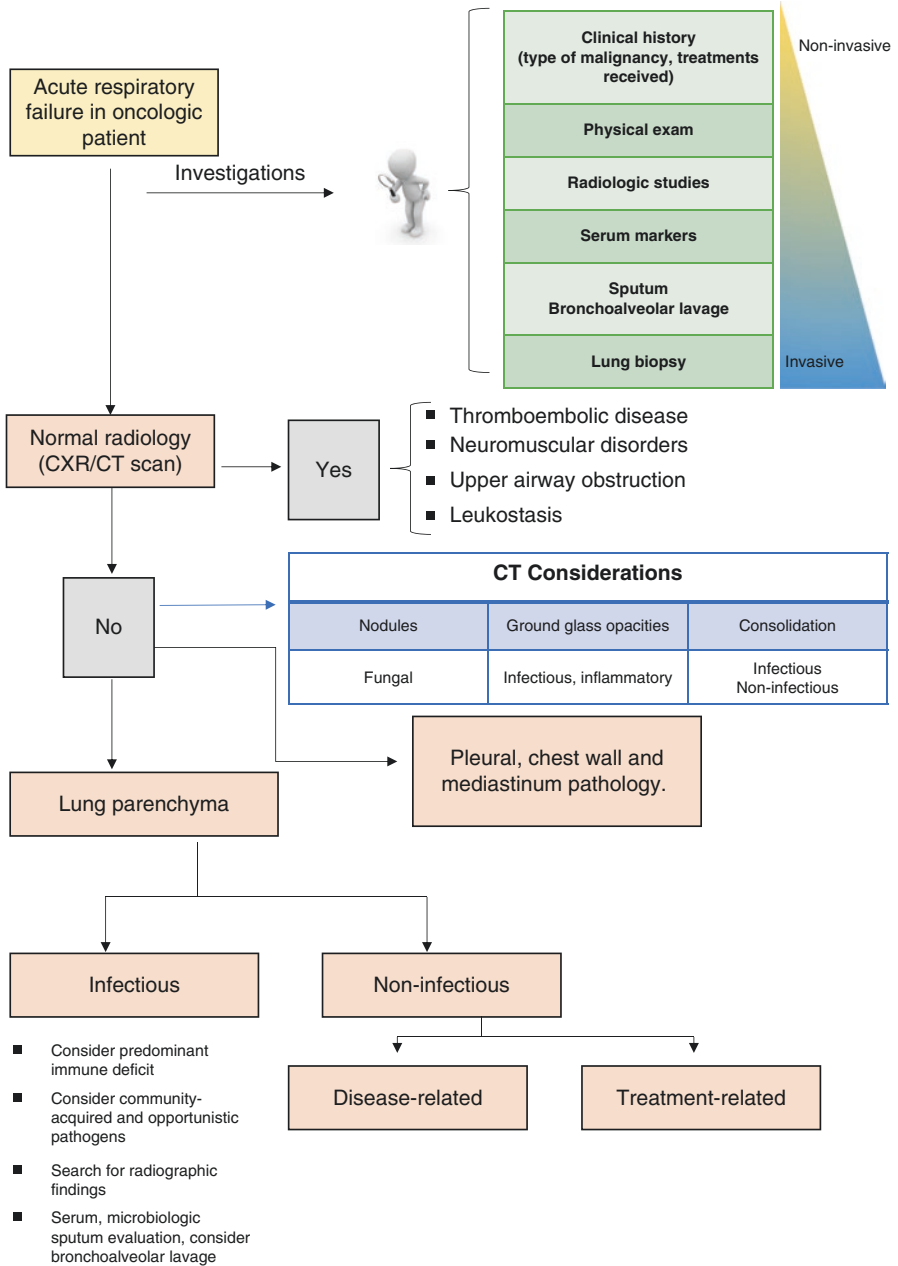 Clinical history
(type of malignancy, treatments
received)
Non-invasive
Acute respiratory
failure in oncologic
patient
Physical exam
Investigations
Radiologic studies
Serum markers
Sputum
Bronchoalveolar lavage
Lung biopsy
Invasive
Normal radiology
(CXR/CT scan)
Yes
■ Thromboembolic disease
■ Neuromuscular disorders
■ Upper airway obstruction
■ Leukostasis
No
CT Considerations
Nodules
Ground glass opacities
Consolidation
Fungal
Infectious, inflammatory
Infectious
Non-infectious
Pleural, chest wall and
mediastinum pathology.
Lung parenchyma
Infectious
Non-infectious
■ Consider predominant
immune deficit
■ Consider community-
acquired and opportunistic
pathogens
■ Search for radiographic
findings
■ Serum, microbiologic
sputum evaluation, consider
bronchoalveolar lavage
Disease-related
Treatment-related